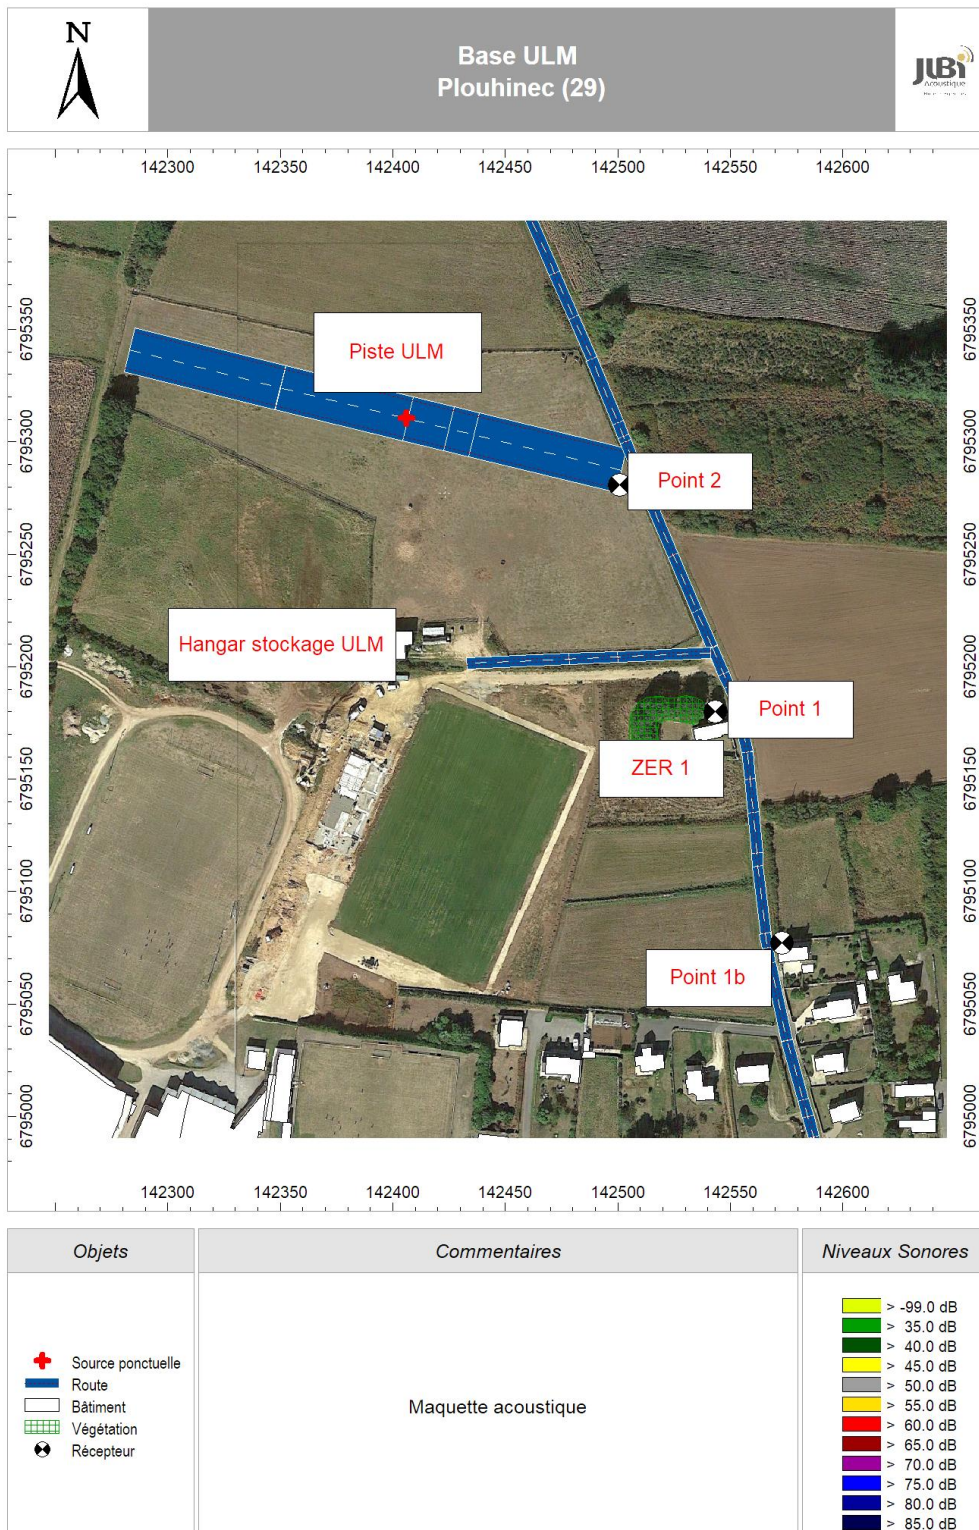 N
Base ULM
Plouhinec (29)
JLBi
Acoustique
142300 142350 142400 142450 142500 142550 142600
6795350 6795350
Piste ULM
6795300 6795300
Point 2
6795250 6795250
Hangar stockage ULM
6795200 6795200
Point 1
ZER 1
6795150 6795150
6795100 6795100
Point 1b
6795050 6795050
6795000 6795000
142300 142350 142400 142450 142500 142550 142600
Objets
Source ponctuelle
Route
Bâtiment
Végétation
Récepteur
Commentaires
Maquette acoustique
Niveaux Sonores
> -99.0 dB
> 35.0 dB
> 40.0 dB
> 45.0 dB
> 50.0 dB
> 55.0 dB
> 60.0 dB
> 65.0 dB
> 70.0 dB
> 75.0 dB
> 80.0 dB
> 85.0 dB